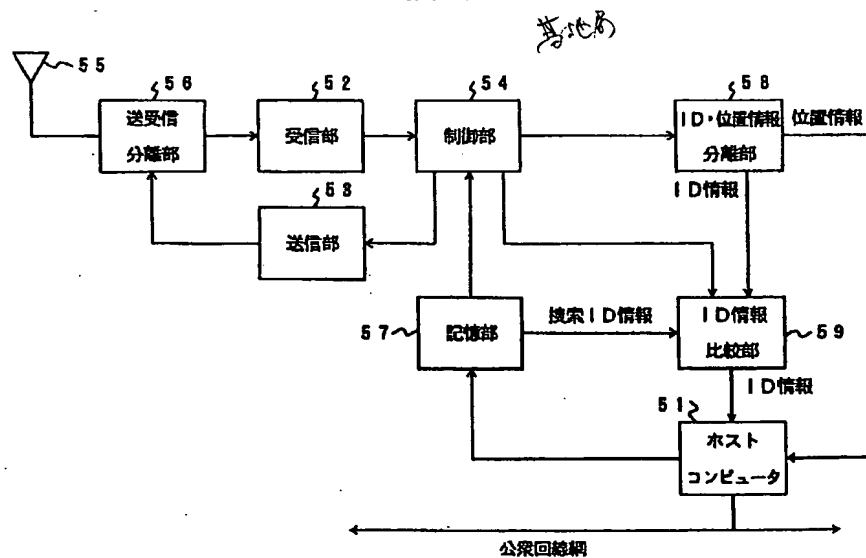 基地局
55
56
52
54
58
送受信
分離部
受信部
制御部
ID・位置情報
分離部
位置情報
ID情報
53
送信部
57
記憶部
捜索ID情報
ID情報
比較部
59
ID情報
51
ホスト
コンピュータ
公衆回線網